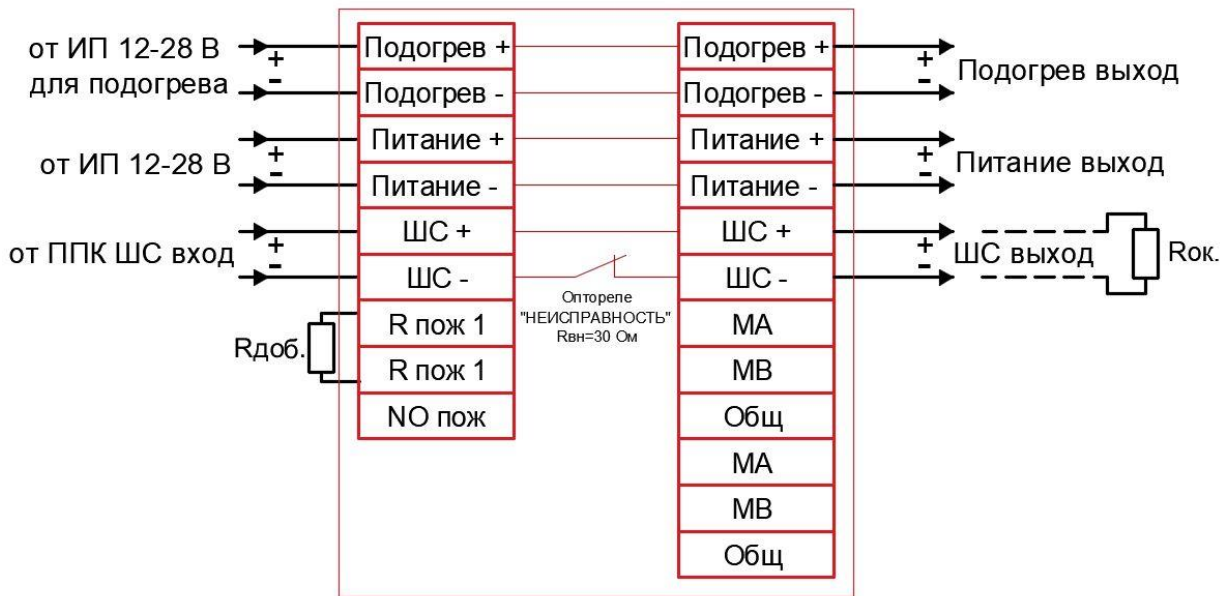 от ИП 12-28 В
для подогрева
+
-
от ИП 12-28 В
+
-
от ППК ШС вход
+
-
Rдоб.
Подогрев +
Подогрев -
Питание +
Питание -
ШС +
ШС -
R пож 1
R пож 1
NO пож
Оптореле
"НЕИСПРАВНОСТЬ"
Rвн=30 Ом
Подогрев +
Подогрев -
Питание +
Питание -
ШС +
ШС -
МА
МВ
Общ
МА
МВ
Общ
+
-
Подогрев выход
+
-
Питание выход
+
-
ШС выход
Rок.